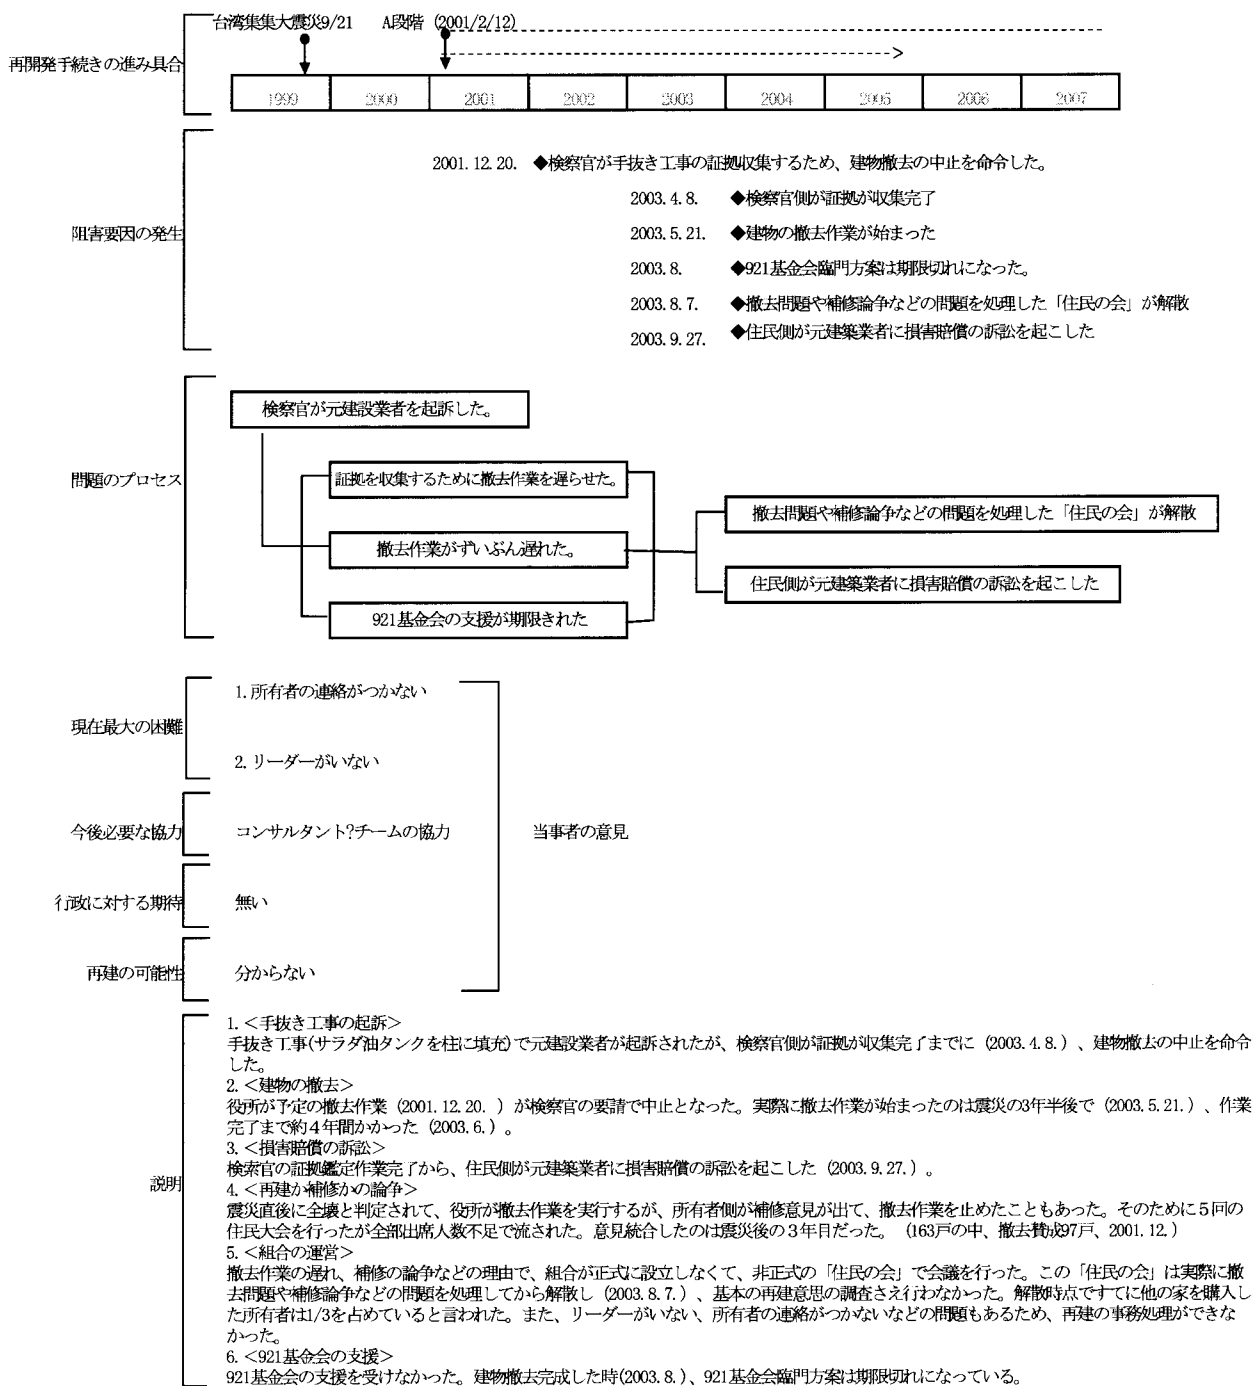 台湾集集大震災9/21 A段階 (2001/2/12)
再開発手続きの進み具合
1999 2000 2001 2002 2003 2004 2005 2006 2007
2001.12.20. ◆検察官が手抜き工事の証拠収集するため、建物撤去の中止を命令した。
2003.4.8. ◆検察官側が証拠が収集完了
阻害要因の発生
2003.5.21. ◆建物の撤去作業が始まった
2003.8. ◆921基金会臨門方案は期限切れになった。
2003.8.7. ◆撤去問題や補修論争などの問題を処理した「住民の会」が解散
2003.9.27. ◆住民側が元建築業者に損害賠償の訴訟を起こした
検察官が元建設業者を起訴した。
問題のプロセス
証拠を収集するために撤去作業を遅らせた。
撤去作業がずいぶん遅れた。
921基金会の支援が期限きれた
撤去問題や補修論争などの問題を処理した「住民の会」が解散
住民側が元建築業者に損害賠償の訴訟を起こした
現在最大の困難
1. 所有者の連絡がつかない
2. リーダーがいない
今後必要な協力
コンサルタント?チームの協力
当事者の意見
行政に対する期待
無い
再建の可能性
分からない
説明
1. <手抜き工事の起訴>
手抜き工事(サラダ油タンクを柱に填充)で元建設業者が起訴されたが、検察官側が証拠が収集完了までに (2003.4.8.) 、建物撤去の中止を命令
した。
2. <建物の撤去>
役所が予定の撤去作業 (2001.12.20. ) が検察官の要請で中止となった。実際に撤去作業が始まったのは震災の3年半後で (2003.5.21.) 、作業
完了まで約4年間かかった (2003.6.) 。
3. <損害賠償の訴訟>
検索官の証拠鑑定作業完了から、住民側が元建築業者に損害賠償の訴訟を起こした (2003.9.27.) 。
4. <再建か補修かの論争>
震災直後に全壊と判定されて、役所が撤去作業を実行するが、所有者側が補修意見が出て、撤去作業を止めたこともあった。そのために5回の
住民大会を行ったが全部出席人数不足で流された。意見統合したのは震災後の3年目だった。 (163戸の中、撤去賛成97戸、2001.12.)
5. <組合の運営>
撤去作業の遅れ、補修の論争などの理由で、組合が正式に設立しなくて、非正式の「住民の会」で会議を行った。この「住民の会」は実際に撤
去問題や補修論争などの問題を処理してから解散し (2003.8.7.) 、基本の再建意思の調査さえ行わなかった。解散時点ですでに他の家を購入し
た所有者は1/3を占めていると言われた。また、リーダーがいない、所有者の連絡がつかないなどの問題もあるため、再建の事務処理ができな
かった。
6. <921基金会の支援>
921基金会の支援を受けなかった。建物撤去完成した時(2003.8.)、921基金会臨門方案は期限切れになっている。